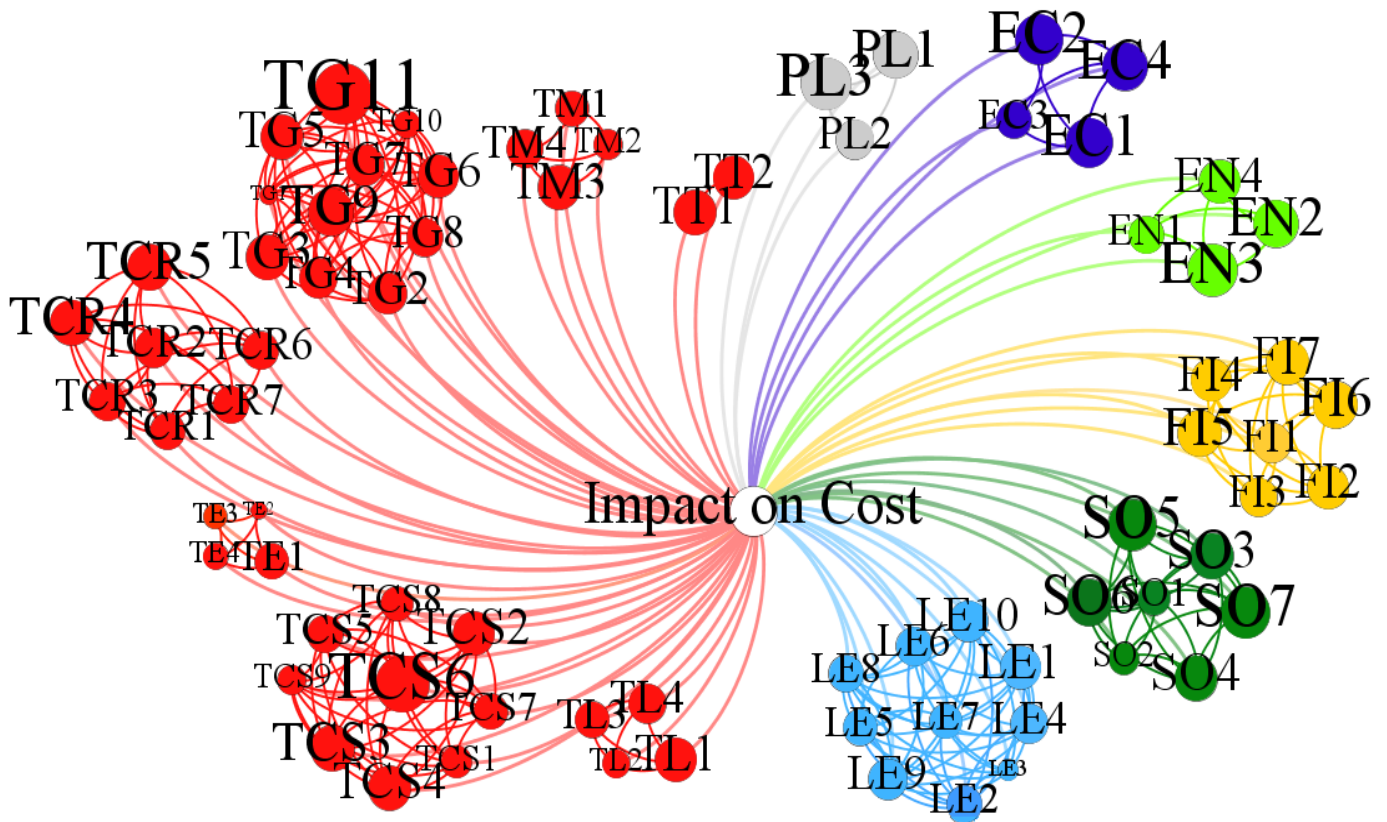 TG11
TG5
TG10
TG7
TG6
TG9
TG8
TG3
TG4
TG2
TM1
TM4
TM2
TM3
TT2
TT1
PL1
PL3
PL2
EC2
EC4
EC3
EC1
EN4
EN1
EN2
EN3
TCR5
TCR4
TCR2
TCR6
TCR3
TCR7
TCR1
FI7
FI4
FI6
FI5
FI1
FI3
FI2
Impact on Cost
TE3
TE2
TE4
TE1
SO5
SO3
SO6
SO1
SO7
SO2
SO4
TCS8
TCS5
TCS2
TCS9
TCS6
TCS7
TCS3
TCS1
TCS4
TL4
TL3
TL2
TL1
LE10
LE6
LE8
LE1
LE5
LE7
LE4
LE9
LE3
LE2